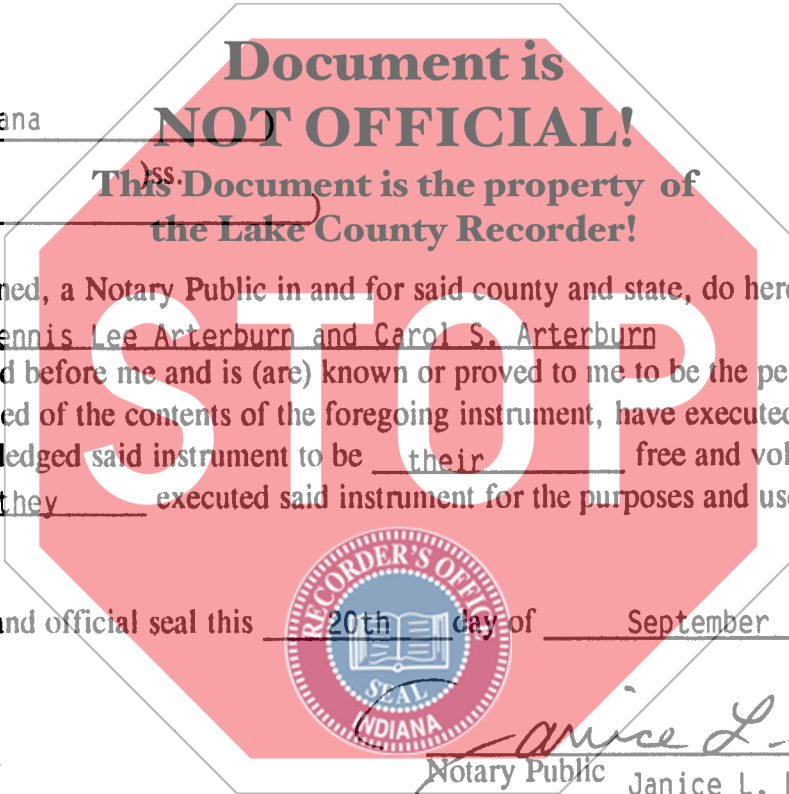 Document is
ana )
NOT OFFICIAL!
)ss.
This Document is the property of
)
the Lake County Recorder!
ned, a Notary Public in and for said county and state, do here
ennis Lee Arterburn and Carol S. Arterburn
d before me and is (are) known or proved to me to be the pe
ed of the contents of the foregoing instrument, have executed
ledged said instrument to be their free and vol
they executed said instrument for the purposes and use
STOP
and official seal this 20th day of September
RECORDER'S OFFICE
SEAL
INDIANA
Janice L.
Notary Public Janice L.